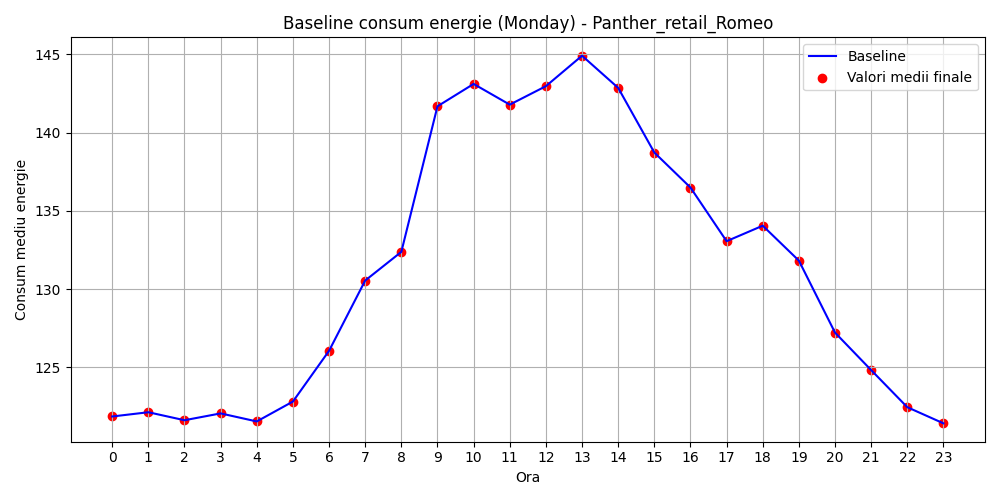 Baseline consum energie (Monday) - Panther_retail_Romeo
Baseline
Valori medii finale
Consum mediu energie
145
140
135
130
125
0 1 2 3 4 5 6 7 8 9 10 11 12 13 14 15 16 17 18 19 20 21 22 23
Ora